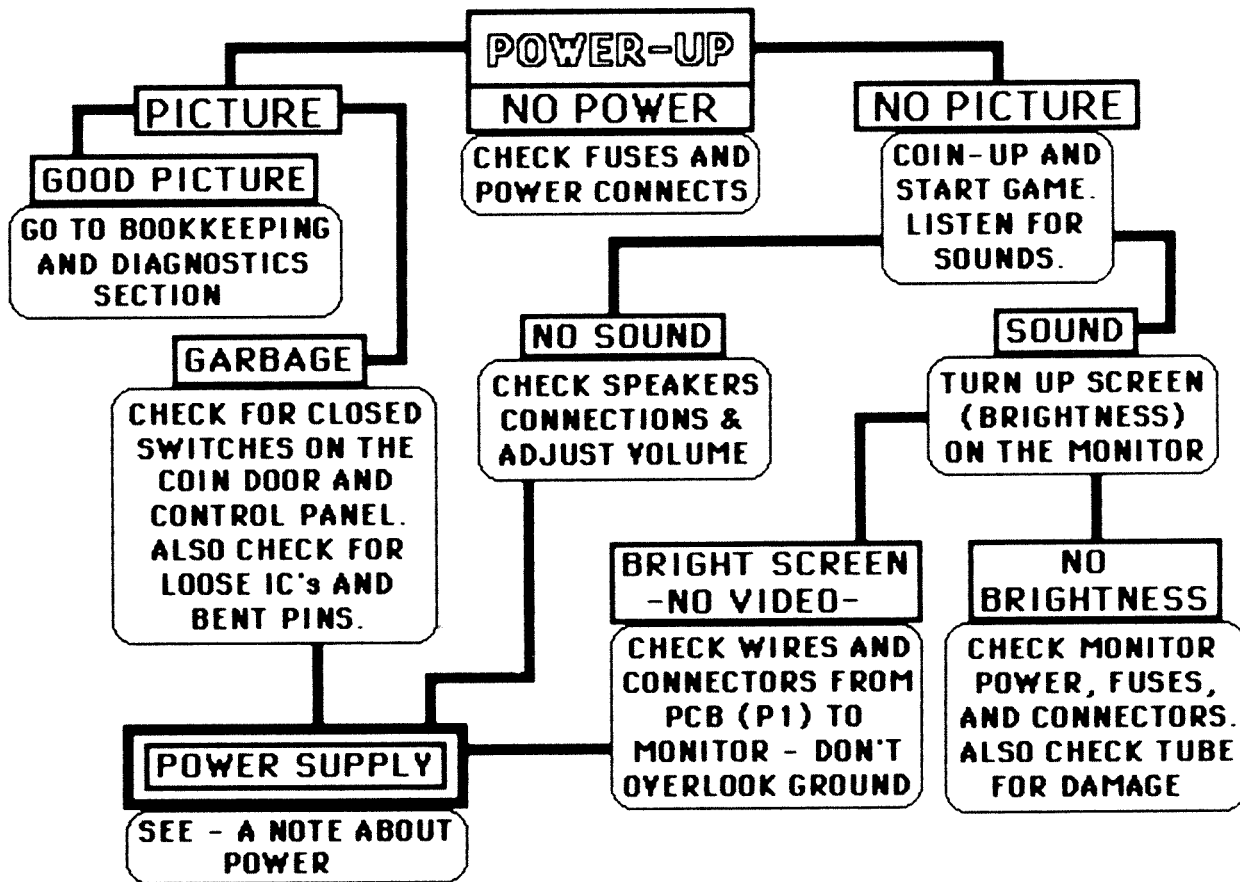 POWER-UP
NO POWER
CHECK FUSES AND
POWER CONNECTS
PICTURE
GOOD PICTURE
GO TO BOOKKEEPING
AND DIAGNOSTICS
SECTION
GARBAGE
CHECK FOR CLOSED
SWITCHES ON THE
COIN DOOR AND
CONTROL PANEL.
ALSO CHECK FOR
LOOSE IC's AND
BENT PINS.
NO PICTURE
COIN-UP AND
START GAME.
LISTEN FOR
SOUNDS.
NO SOUND
CHECK SPEAKERS
CONNECTIONS &
ADJUST VOLUME
SOUND
TURN UP SCREEN
(BRIGHTNESS)
ON THE MONITOR
BRIGHT SCREEN
-NO VIDEO-
CHECK WIRES AND
CONNECTORS FROM
PCB (P1) TO
MONITOR - DON'T
OVERLOOK GROUND
NO
BRIGHTNESS
CHECK MONITOR
POWER, FUSES,
AND CONNECTORS.
ALSO CHECK TUBE
FOR DAMAGE
POWER SUPPLY
SEE - A NOTE ABOUT
POWER